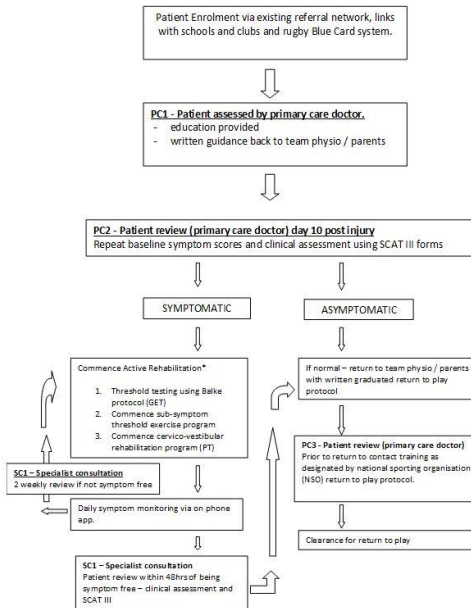 Patient Enrolment via existing referral network, links
with schools and clubs and rugby Blue Card system.
PC1 - Patient assessed by primary care doctor.
- education provided
- written guidance back to team physio / parents
PC2 - Patient review (primary care doctor) day 10 post injury
Repeat baseline symptom scores and clinical assessment using SCAT III forms
SYMPTOMATIC
ASYMPTOMATIC
Commence Active Rehabilitation*
1. Threshold testing using Balke
protocol (GET)
2. Commence sub-symptom
threshold exercise program
3. Commence cervico-vestibular
rehabilitation program (PT)
If normal – return to team physio / parents
with written graduated return to play
protocol
PC3 - Patient review (primary care doctor)
Prior to return to contact training as
designated by national sporting organisation
(NSO) return to play protocol.
SC1 – Specialist consultation
2 weekly review if not symptom free
Daily symptom monitoring via on phone
app.
Clearance for return to play
SC1 – Specialist consultation
Patient review within 48hrs of being
symptom free – clinical assessment and
SCAT III